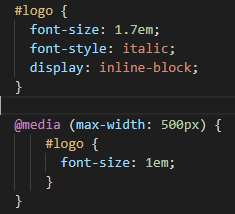 #logo {
  font-size: 1.7em;
  font-style: italic;
  display: inline-block;
}

@media (max-width: 500px) {
    #logo {
      font-size: 1em;
    }
}